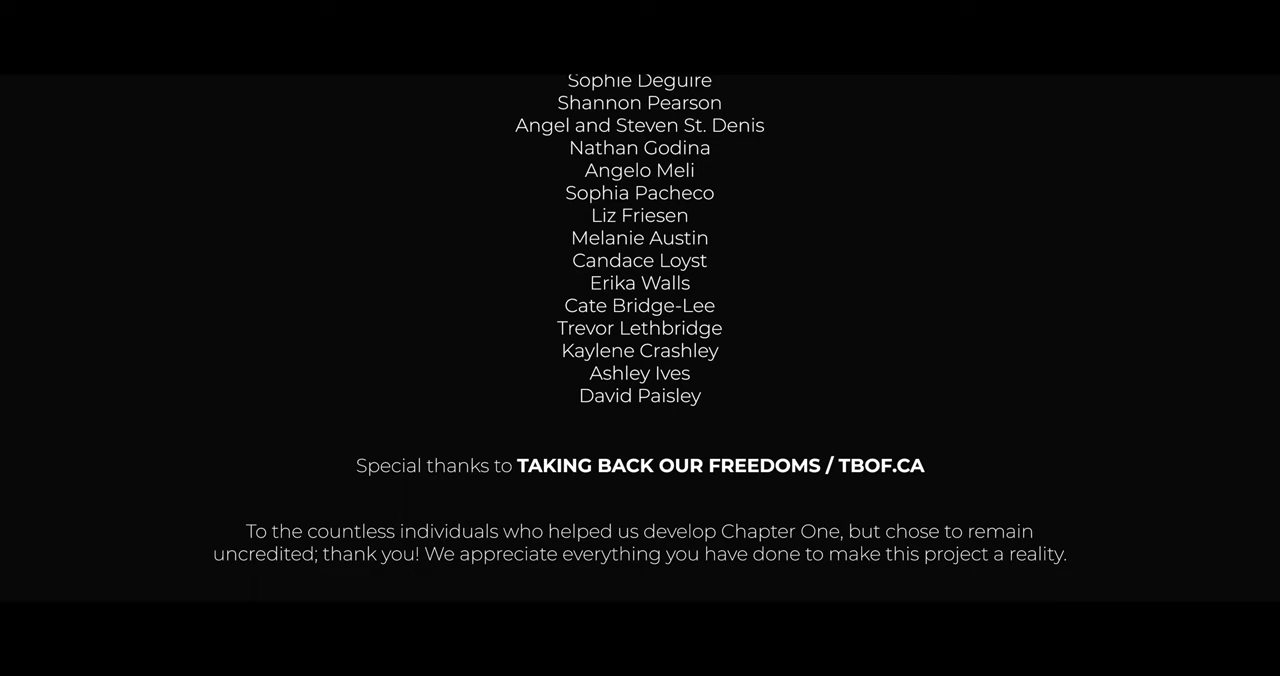 Sophie Deguire
Shannon Pearson
Angel and Steven St. Denis
Nathan Godina
Angelo Meli
Sophia Pacheco
Liz Friesen
Melanie Austin
Candace Loyst
Erika Walls
Cate Bridge-Lee
Trevor Lethbridge
Kaylene Crashley
Ashley Ives
David Paisley
Special thanks to TAKING BACK OUR FREEDOMS / TBOF.CA
To the countless individuals who helped us develop Chapter One, but chose to remain
uncredited; thank you! We appreciate everything you have done to make this project a reality.